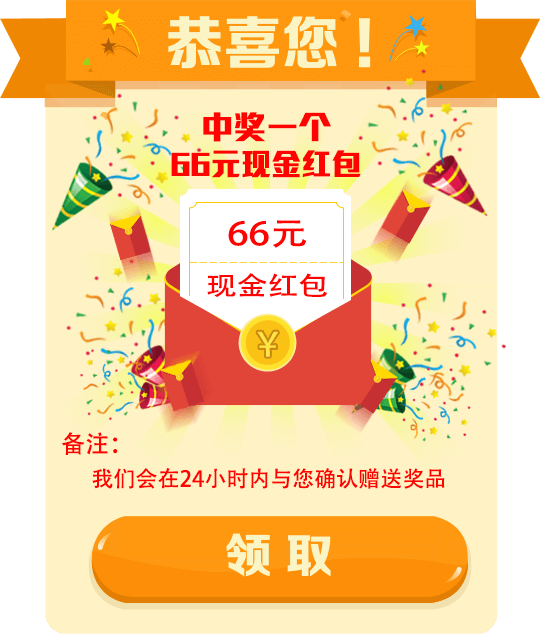 恭喜您！
中奖一个
66元现金红包
66元
现金红包
¥
备注：
我们会在24小时内与您确认赠送奖品
领取